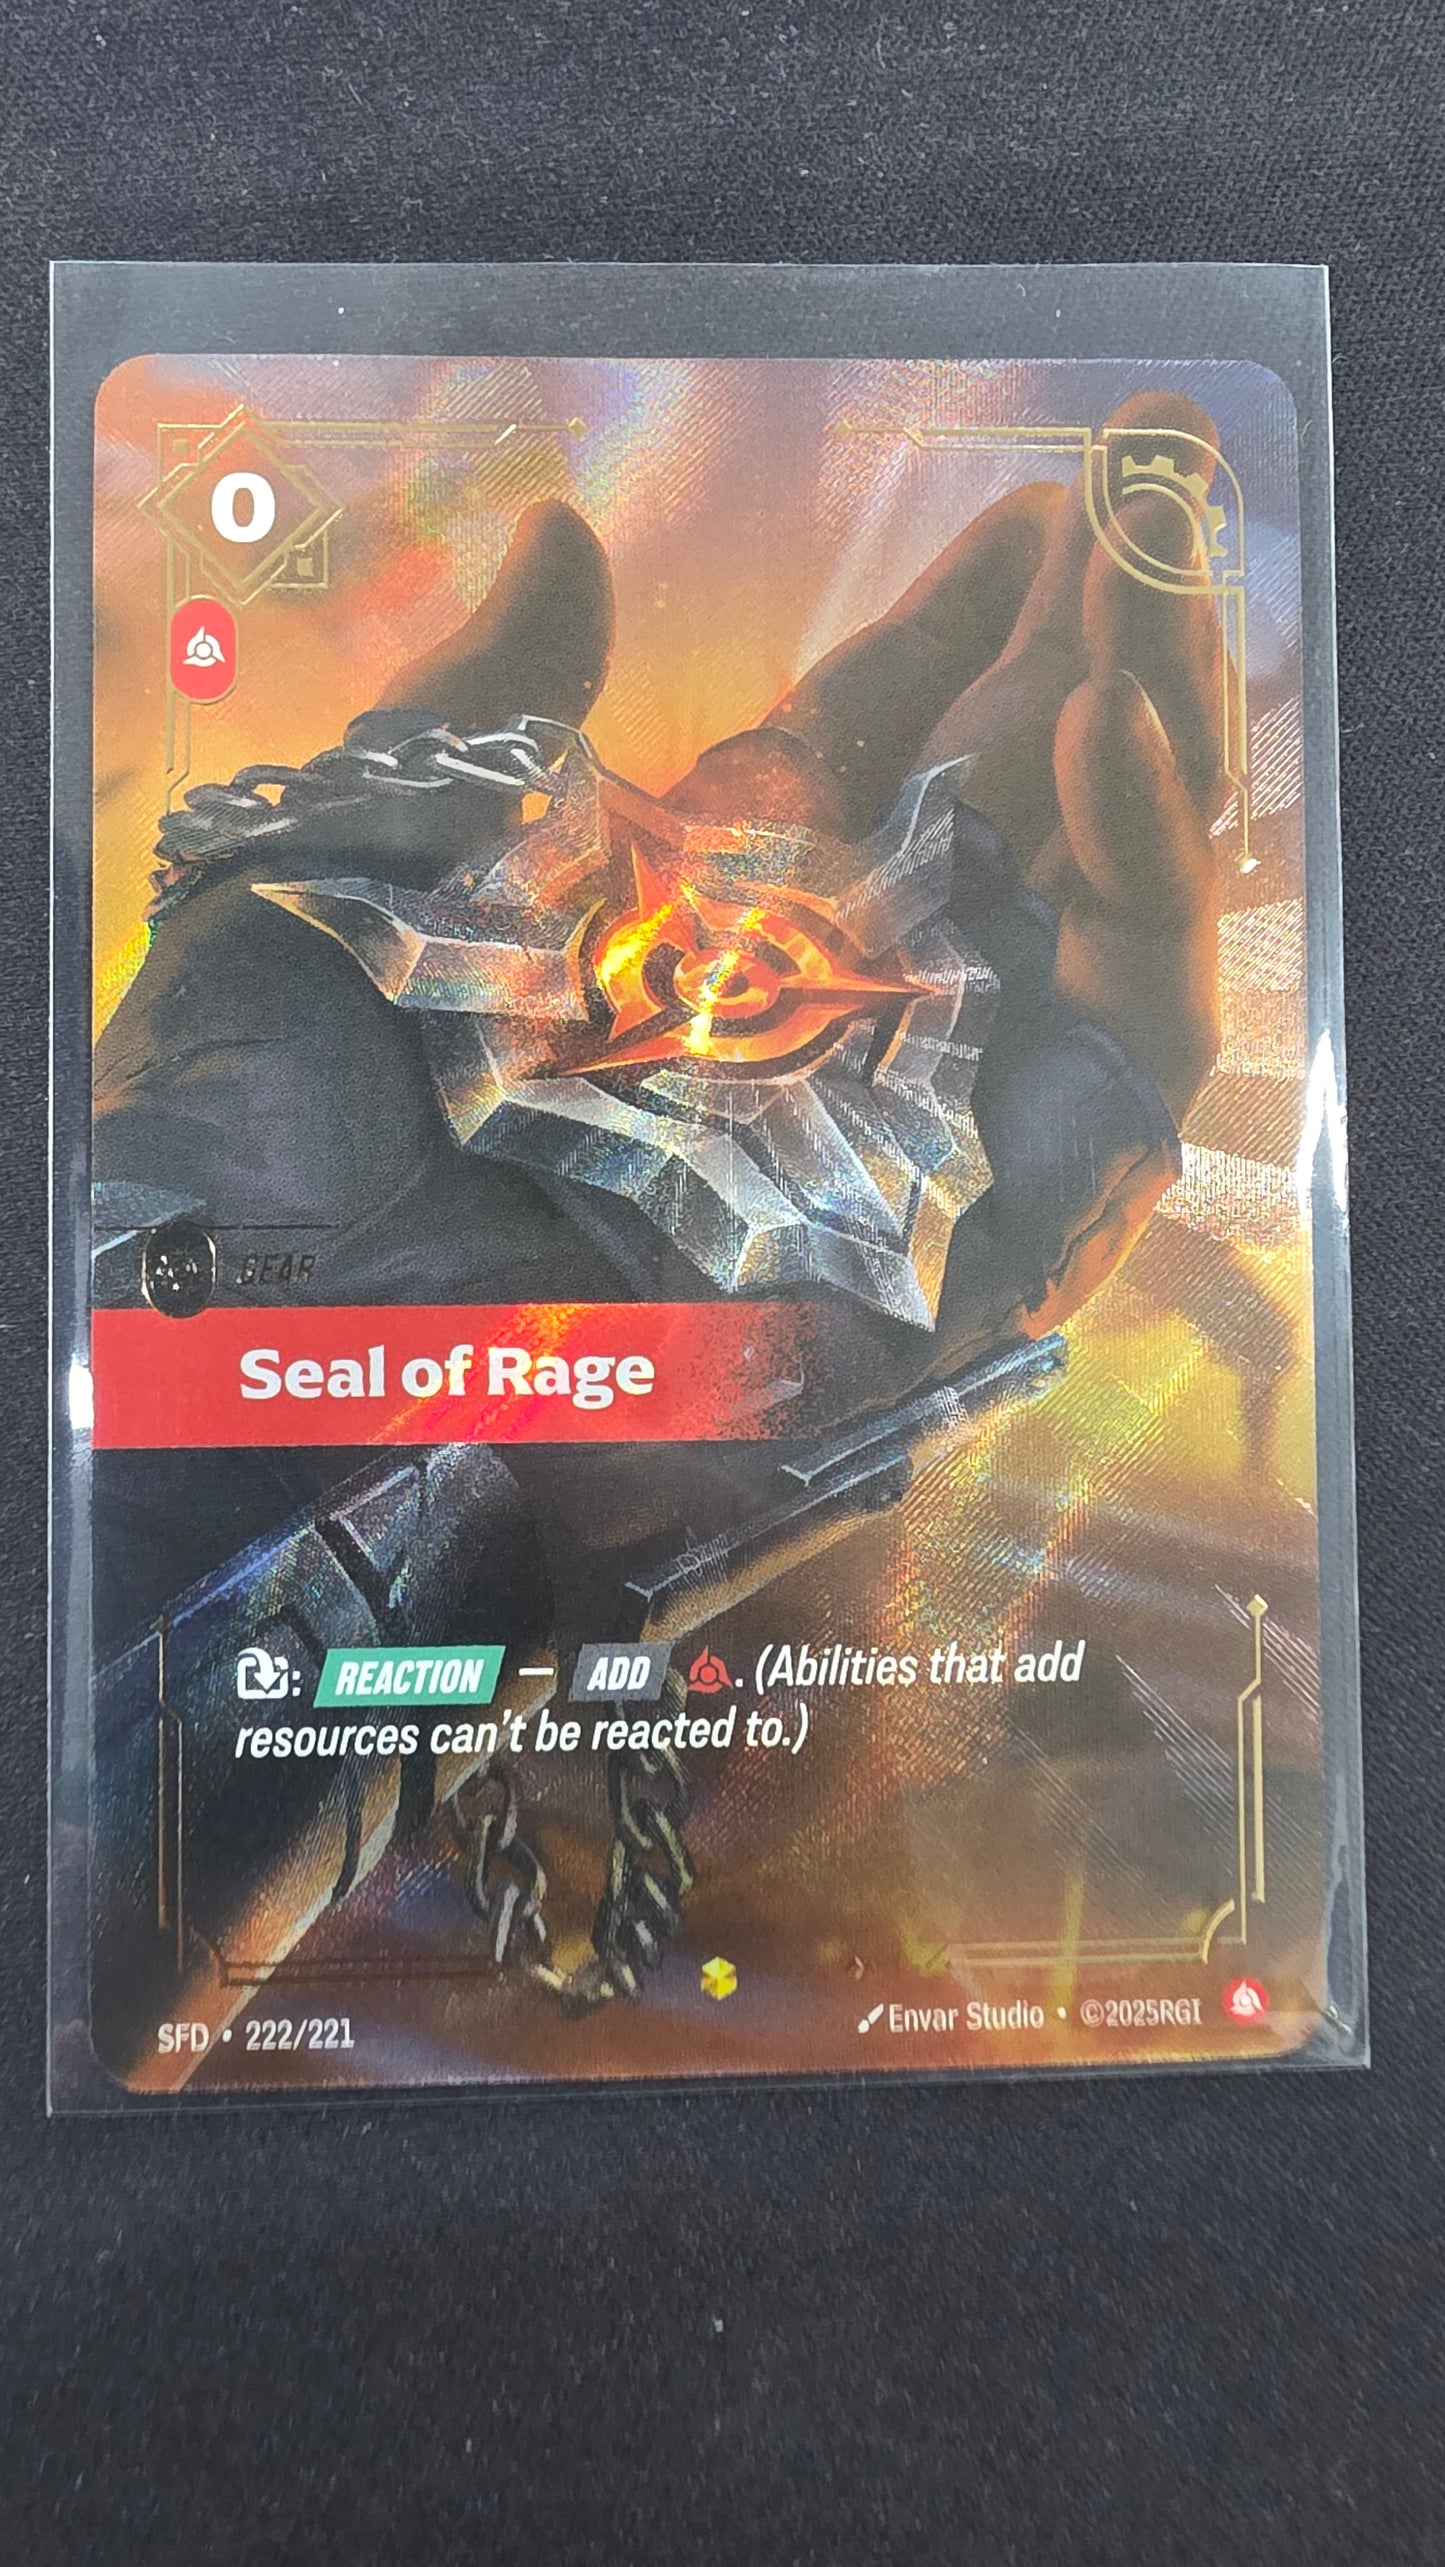 0
GEAR
Seal of Rage
: REACTION — ADD . (Abilities that add
resources can't be reacted to.)
SFD • 222/221
Envar Studio • ©2025RGI